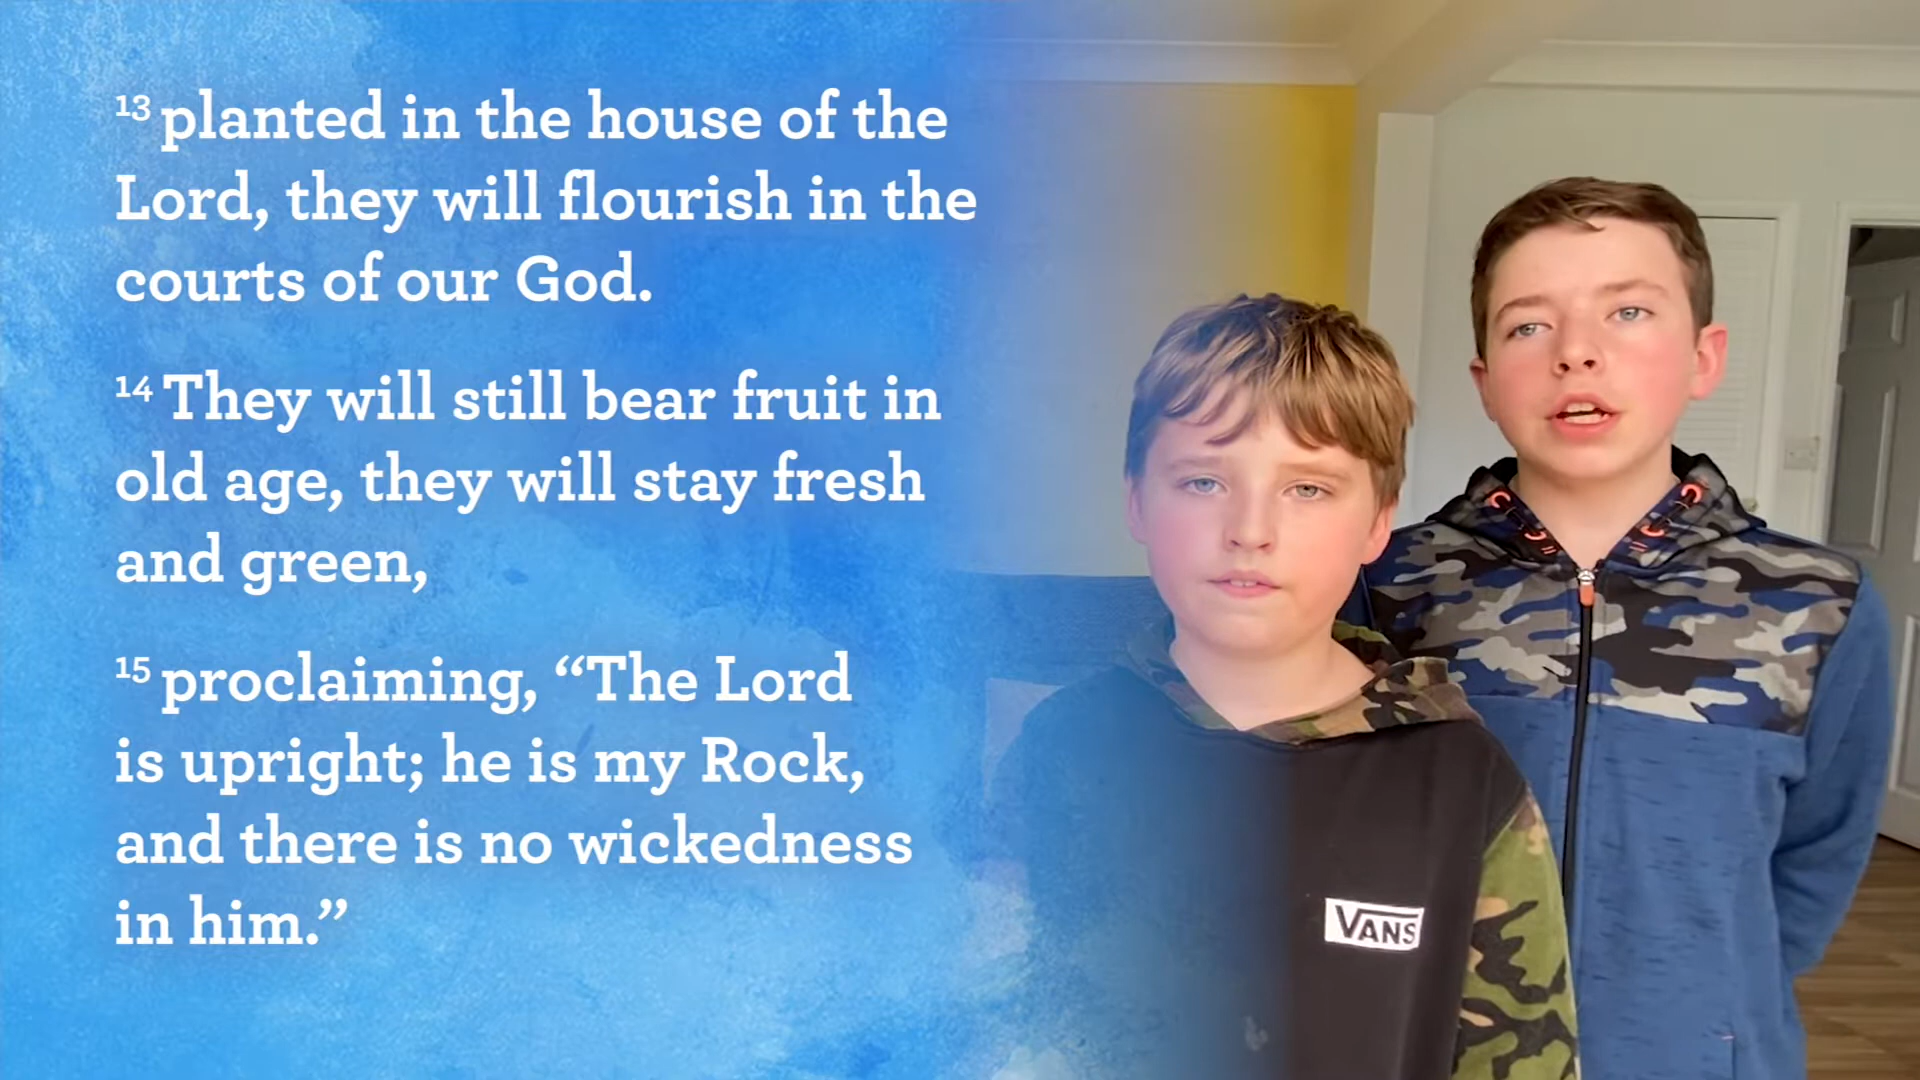 13 planted in the house of the
Lord, they will flourish in the
courts of our God.
14 They will still bear fruit in
old age, they will stay fresh
and green,
15 proclaiming, “The Lord
is upright; he is my Rock,
and there is no wickedness
in him.”
VANS